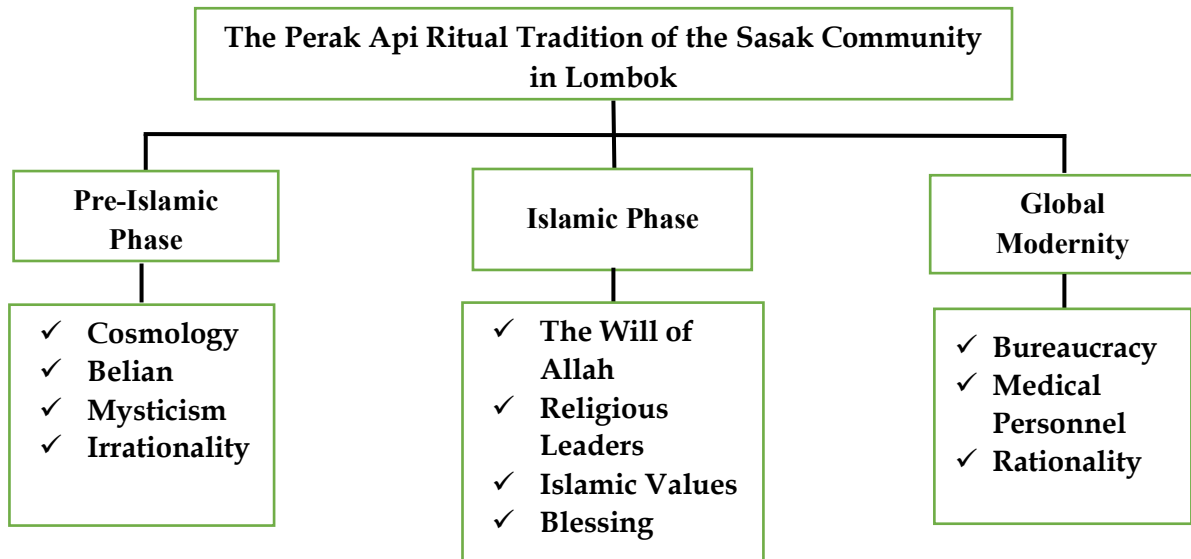 The Perak Api Ritual Tradition of the Sasak Community
in Lombok
Pre-Islamic
Phase
Islamic Phase
Global
Modernity
✓ Cosmology
✓ Belian
✓ Mysticism
✓ Irrationality
✓ The Will of
Allah
✓ Religious
Leaders
✓ Islamic Values
✓ Blessing
✓ Bureaucracy
✓ Medical
Personnel
✓ Rationality